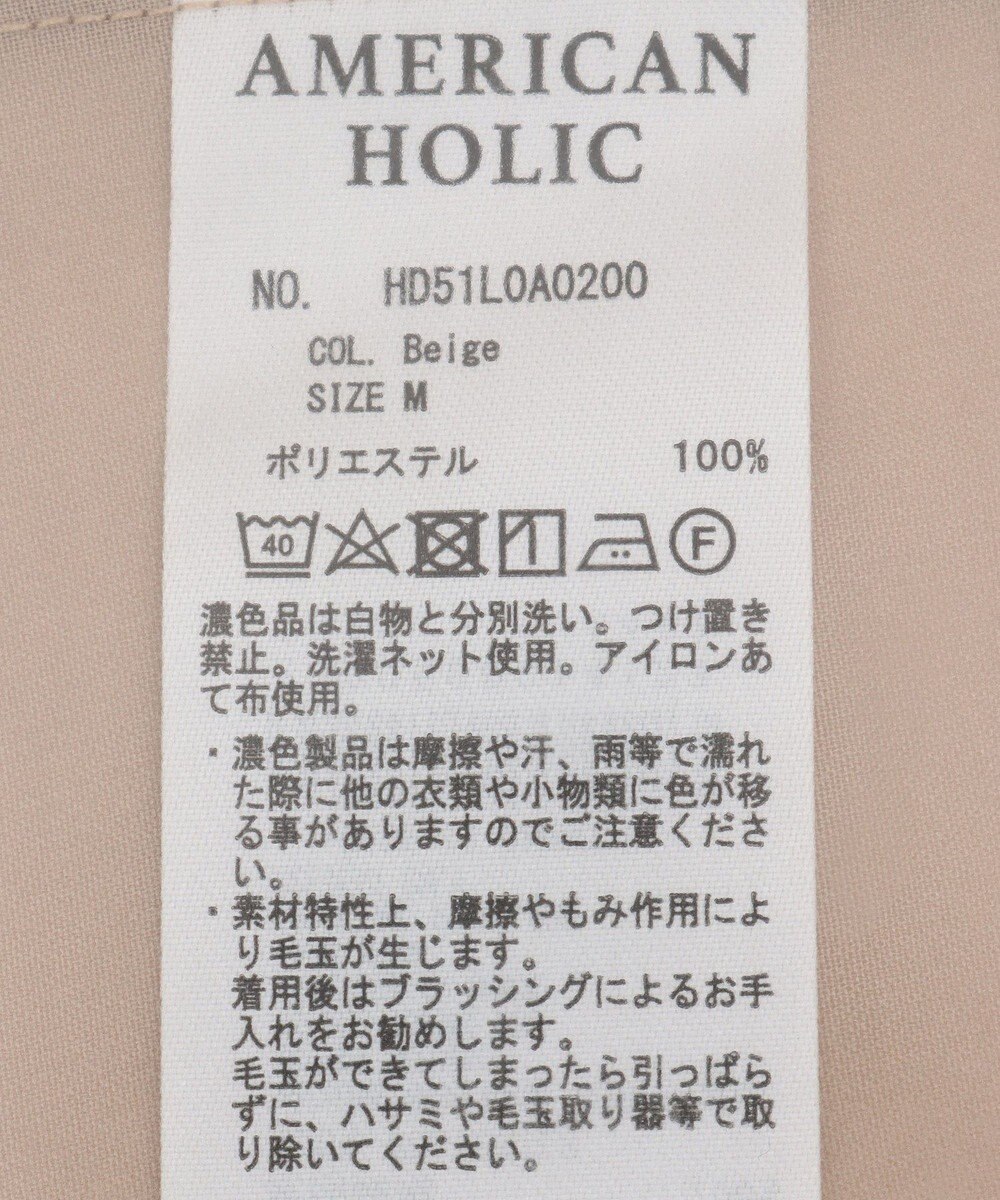 AMERICAN
HOLIC
NO. HD51L0A0200
COL. Beige
SIZE M
ポリエステル 100%
40 F
濃色品は白物と分別洗い。つけ置き
禁止。洗濯ネット使用。アイロンあ
て布使用。
・濃色製品は摩擦や汗、雨等で濡れ
た際に他の衣類や小物類に色が移
る事がありますのでご注意くださ
い。
・素材特性上、摩擦やもみ作用によ
り毛玉が生じます。
着用後はブラッシングによるお手
入れをお勧めします。
毛玉ができてしまったら引っぱら
ずに、ハサミや毛玉取り器等で取
り除いてください。